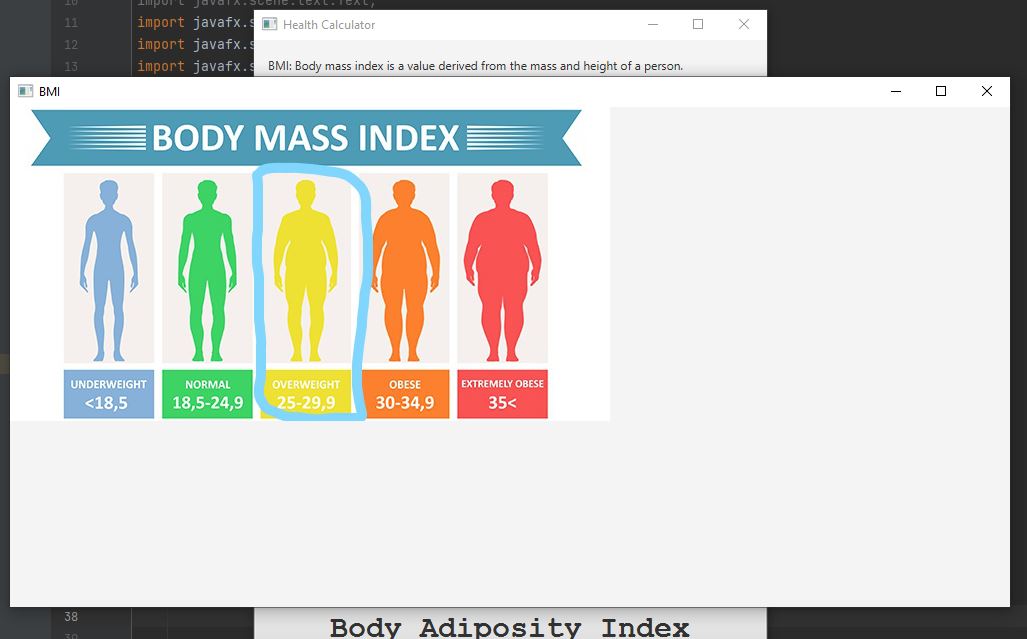 10 import javafx.scene.text.Text;
11 import javafx.s
12 import javafx.s
13 import javafx.s
Health Calculator
BMI: Body mass index is a value derived from the mass and height of a person.
BMI
BODY MASS INDEX
UNDERWEIGHT NORMAL OVERWEIGHT OBESE EXTREMELY OBESE
<18,5 18,5-24,9 25-29,9 30-34,9 35<
38
Body Adiposity Index
39